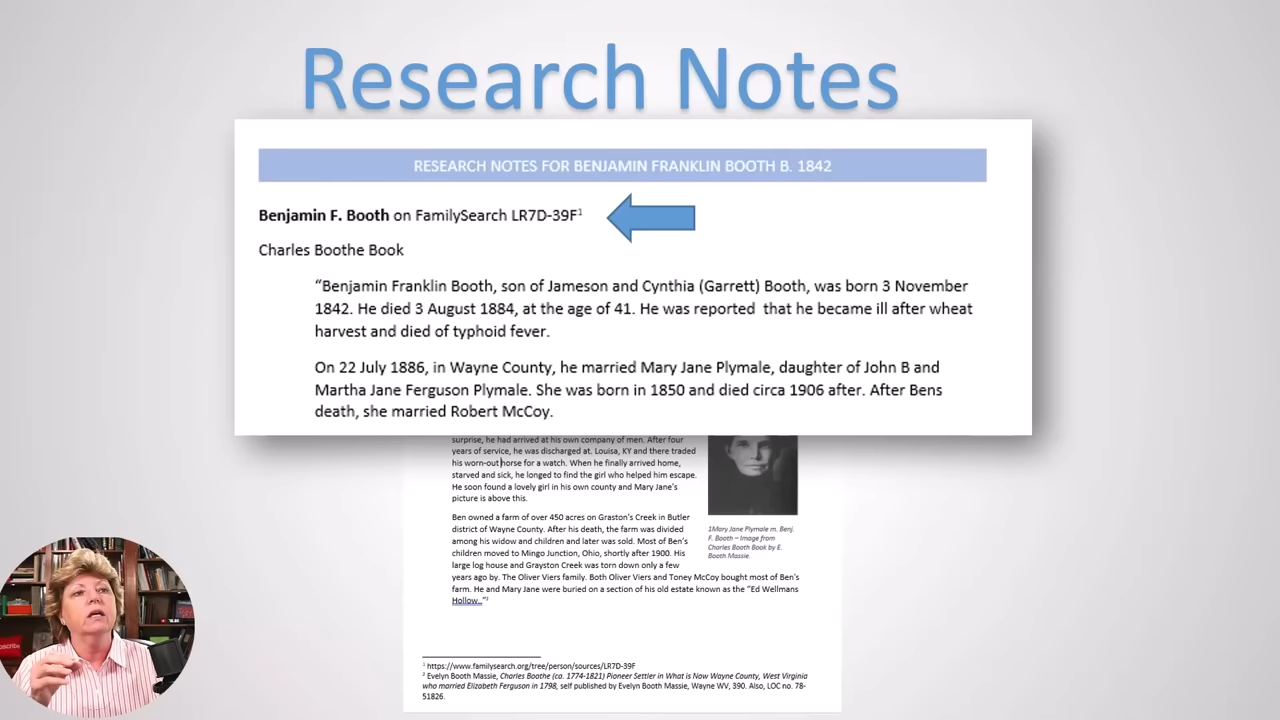 Research Notes
RESEARCH NOTES FOR BENJAMIN FRANKLIN BOOTH B. 1842
Benjamin F. Booth on FamilySearch LR7D-39F¹
Charles Boothe Book
“Benjamin Franklin Booth, son of Jameson and Cynthia (Garrett) Booth, was born 3 November
1842. He died 3 August 1884, at the age of 41. He was reported that he became ill after wheat
harvest and died of typhoid fever.
On 22 July 1886, in Wayne County, he married Mary Jane Plymale, daughter of John B and
Martha Jane Ferguson Plymale. She was born in 1850 and died circa 1906 after. After Bens
death, she married Robert McCoy.
surprise, he had arrived at his own company of men. After four
years of service, he was discharged at. Louisa, KY and there traded
his worn-out horse for a watch. When he finally arrived home,
starved and sick, he longed to find the girl who helped him escape.
He soon found a lovely girl in his own county and Mary Jane's
picture is above this.
Ben owned a farm of over 450 acres on Graston's Creek in Butler
district of Wayne County. After his death, the farm was divided
among his widow and children and later was sold. Most of Ben's
children moved to Mingo Junction, Ohio, shortly after 1900. His
large log house and Grayston Creek was torn down only a few
years ago by. The Oliver Viers family. Both Oliver Viers and Toney McCoy bought most of Ben's
farm. He and Mary Jane were buried on a section of his old estate known as the "Ed Wellmans
Hollow.."²
1Mary Jane Plymale m. Benj.
F. Booth – Image from
Charles Booth Book by E.
Booth Massie.
¹ https://www.familysearch.org/tree/person/sources/LR7D-39F
² Evelyn Booth Massie, Charles Boothe (ca. 1774-1821) Pioneer Settler in What is Now Wayne County, West Virginia
who married Elizabeth Ferguson in 1798, self published by Evelyn Booth Massie, Wayne WV, 390. Also, LOC no. 78-
51826.